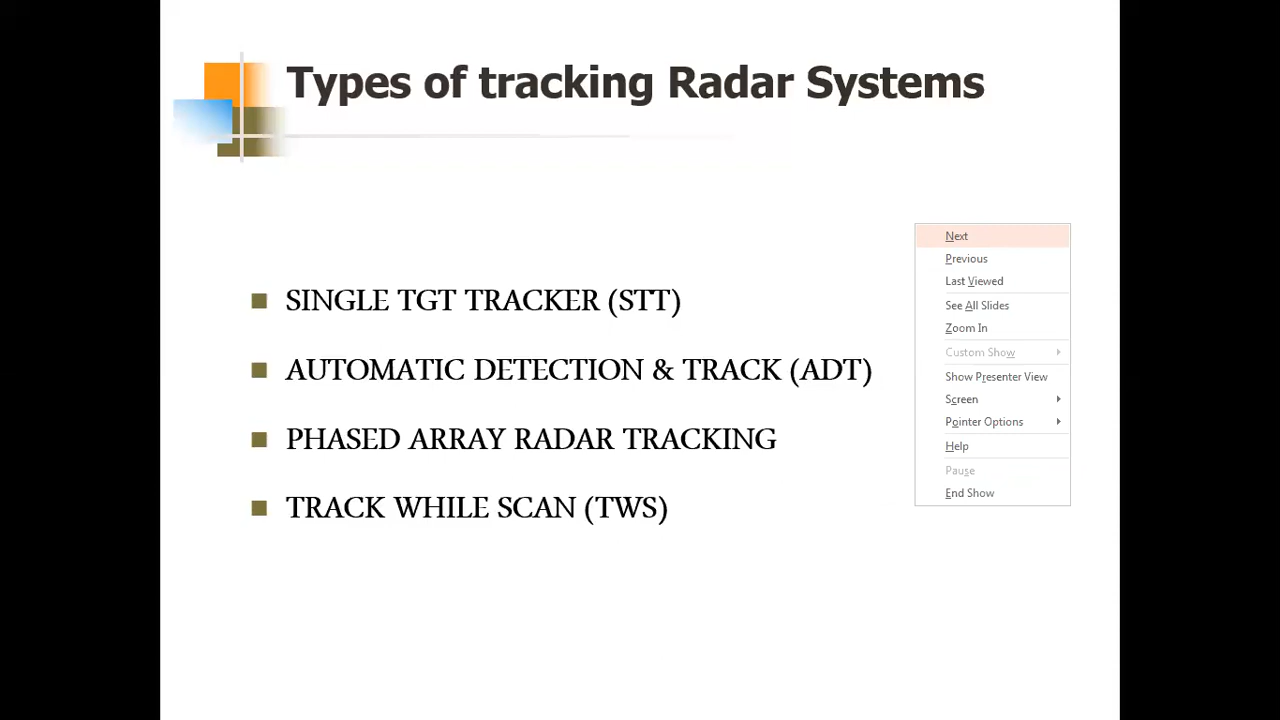 Types of tracking Radar Systems
SINGLE TGT TRACKER (STT)
AUTOMATIC DETECTION & TRACK (ADT)
PHASED ARRAY RADAR TRACKING
TRACK WHILE SCAN (TWS)
Next
Previous
Last Viewed
See All Slides
Zoom In
Custom Show
Show Presenter View
Screen
Pointer Options
Help
Pause
End Show